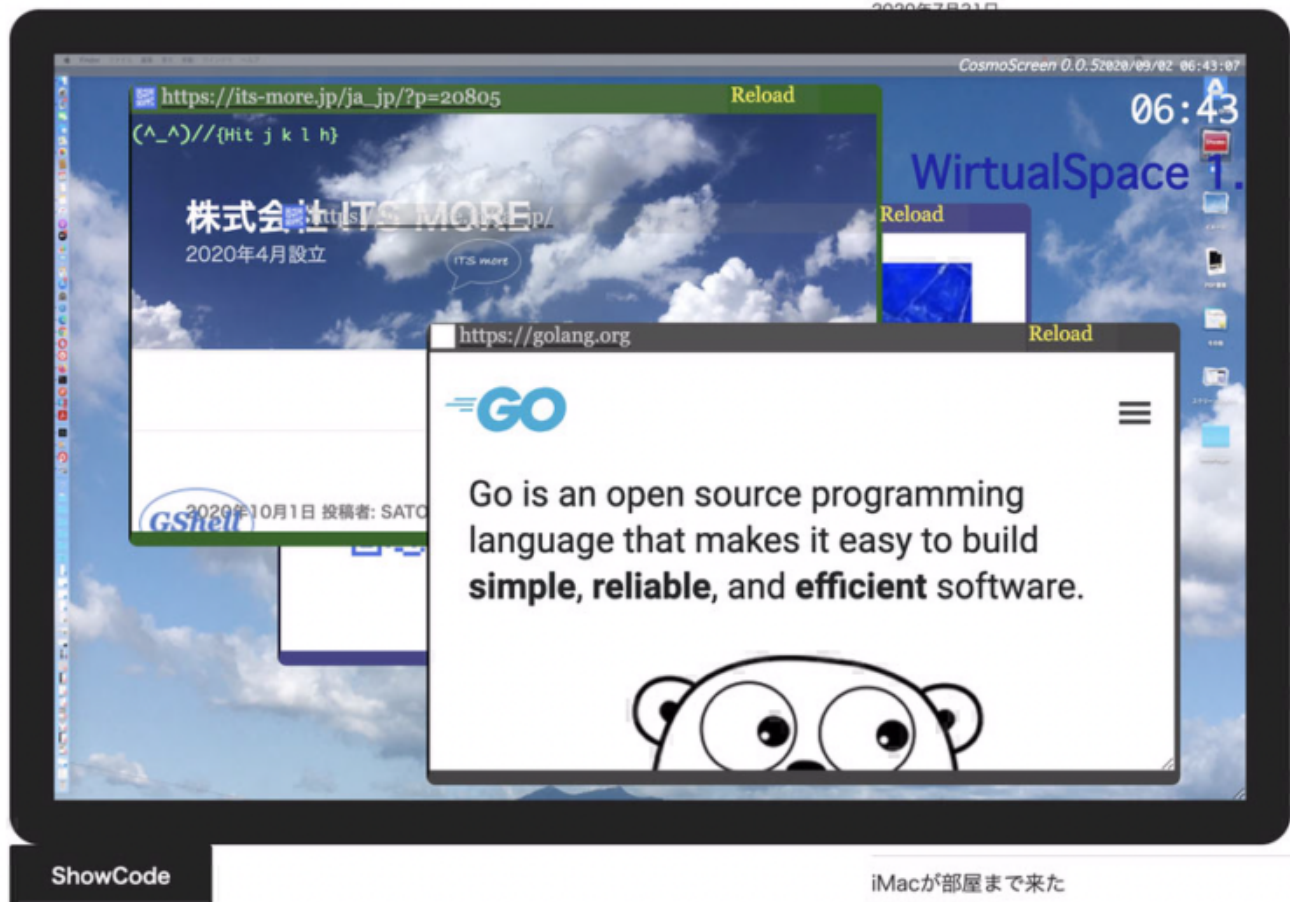 2020年7月21日
Finder
CosmoScreen 0.0.5 2020/09/02 06:43:07
https://its-more.jp/ja_jp/?p=20805 Reload
06:43
(^_^)//{Hit j k l h}
WirtualSpace 1.
株式会社 ITS MORE
Reload
2020年4月設立
ITS more
https://golang.org Reload
GO
Go is an open source programming
language that makes it easy to build
simple, reliable, and efficient software.
2020年10月1日 投稿者: SATO
GShell
ShowCode
iMacが部屋まで来た